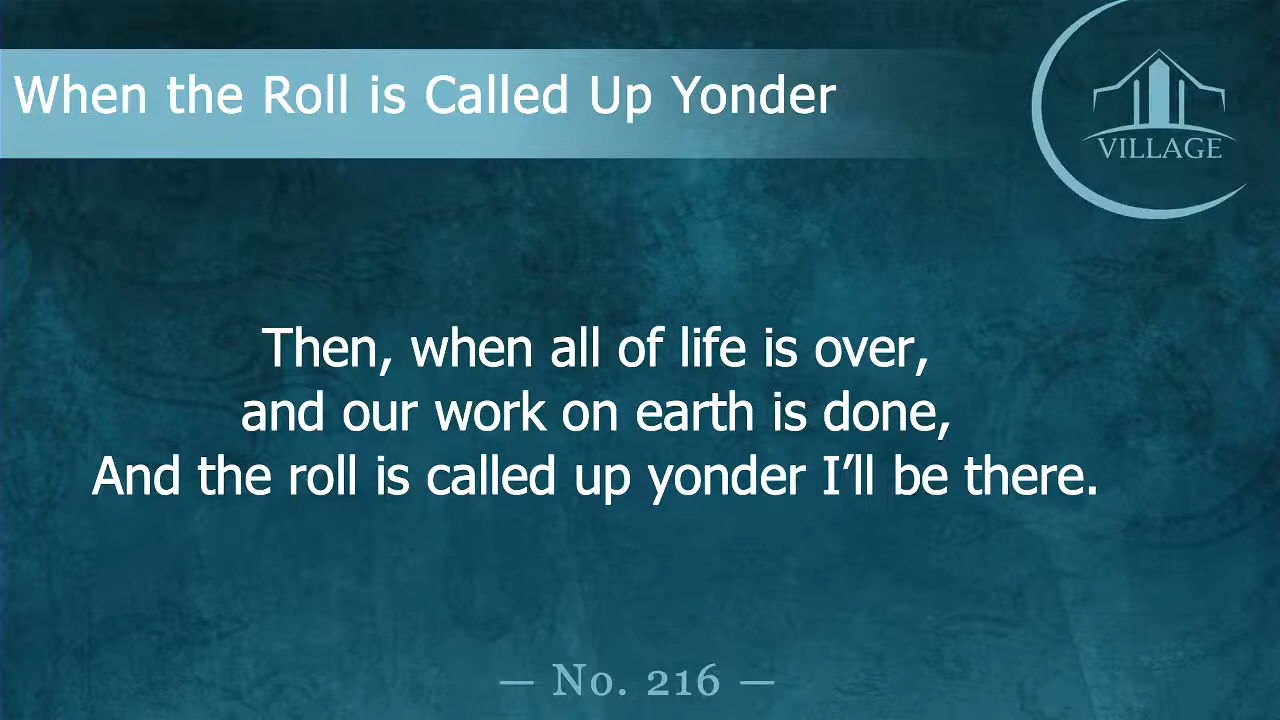 When the Roll is Called Up Yonder
VILLAGE
Then, when all of life is over,
and our work on earth is done,
And the roll is called up yonder I’ll be there.
— No. 216 —